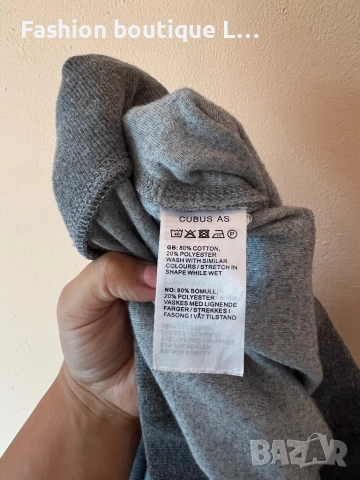 Fashion boutique L...
CUBUS AS
GB: 80% COTTON,
20% POLYESTER
WASH WITH SIMILAR
COLOURS / STRETCH IN
SHAPE WHILE WET
NO: 80% BOMULL,
20% POLYESTER
VASKES MED LIGNENDE
FARGER / STREKKES I
FASONG I VÅT TILSTAND
BAZAR